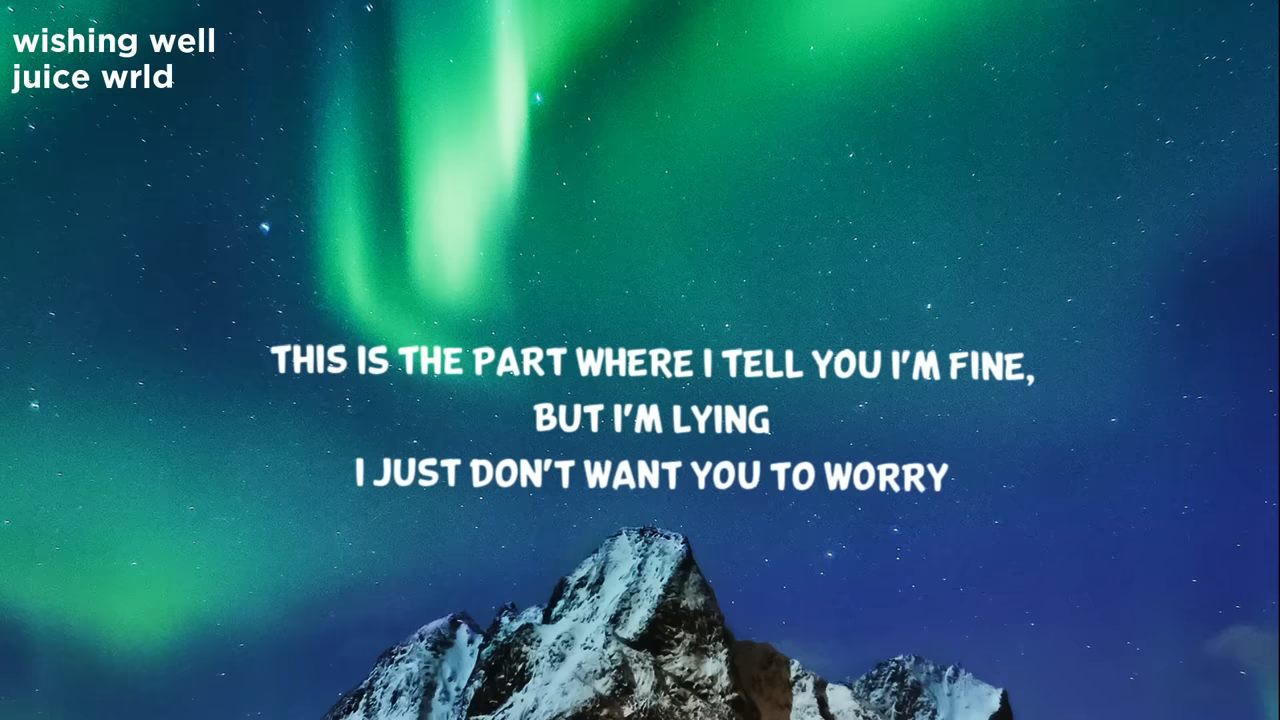 wishing well
juice wrld
THIS IS THE PART WHERE I TELL YOU I'M FINE,
BUT I'M LYING
I JUST DON'T WANT YOU TO WORRY